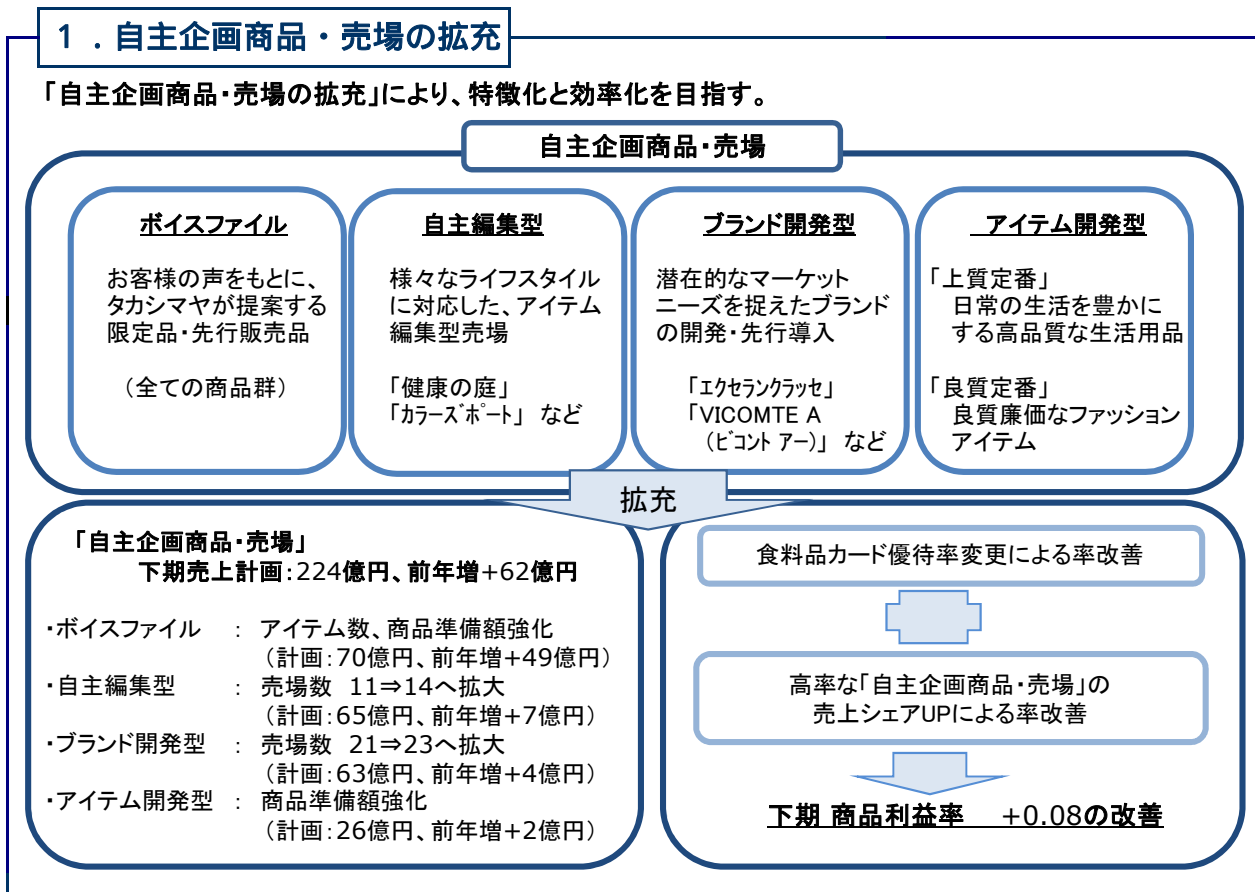 １．自主企画商品・売場の拡充
「自主企画商品・売場の拡充」により、特徴化と効率化を目指す。
自主企画商品・売場
ボイスファイル
お客様の声をもとに、
タカシマヤが提案する
限定品・先行販売品
（全ての商品群）
自主編集型
様々なライフスタイル
に対応した、アイテム
編集型売場
「健康の庭」
「ｶﾗｰｽﾞﾎﾟｰﾄ」 など
ブランド開発型
潜在的なマーケット
ニーズを捉えたブランド
の開発・先行導入
「ｴｸｾﾗﾝｸﾗｯｾ」
「VICOMTE A
（ﾋﾞｺﾝﾄ ｱｰ）」 など
アイテム開発型
「上質定番」
日常の生活を豊かに
する高品質な生活用品
「良質定番」
良質廉価なファッション
アイテム
拡充
「自主企画商品・売場」
下期売上計画：224億円、前年増+62億円
・ボイスファイル ： アイテム数、商品準備額強化
（計画：70億円、前年増+49億円）
・自主編集型 ： 売場数 11⇒14へ拡大
（計画：65億円、前年増+7億円）
・ブランド開発型 ： 売場数 21⇒23へ拡大
（計画：63億円、前年増+4億円）
・アイテム開発型 ： 商品準備額強化
（計画：26億円、前年増+2億円）
食料品カード優待率変更による率改善
高率な「自主企画商品・売場」の
売上シェアUPによる率改善
下期 商品利益率 +0.08の改善